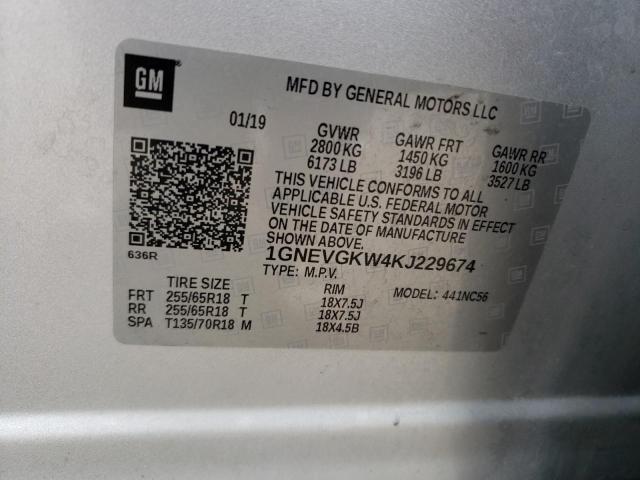 GM
MFD BY GENERAL MOTORS LLC
01/19
GVWR GAWR FRT GAWR RR
2800 KG 1450 KG 1600 KG
6173 LB 3196 LB 3527 LB
THIS VEHICLE CONFORMS TO ALL
APPLICABLE U.S. FEDERAL MOTOR
VEHICLE SAFETY STANDARDS IN EFFECT
ON THE DATE OF MANUFACTURE
SHOWN ABOVE.
636R
1GNEVGKW4KJ229674
TYPE: M.P.V.
TIRE SIZE RIM MODEL: 441NC56
FRT 255/65R18 T 18X7.5J
RR 255/65R18 T 18X7.5J
SPA T135/70R18 M 18X4.5B